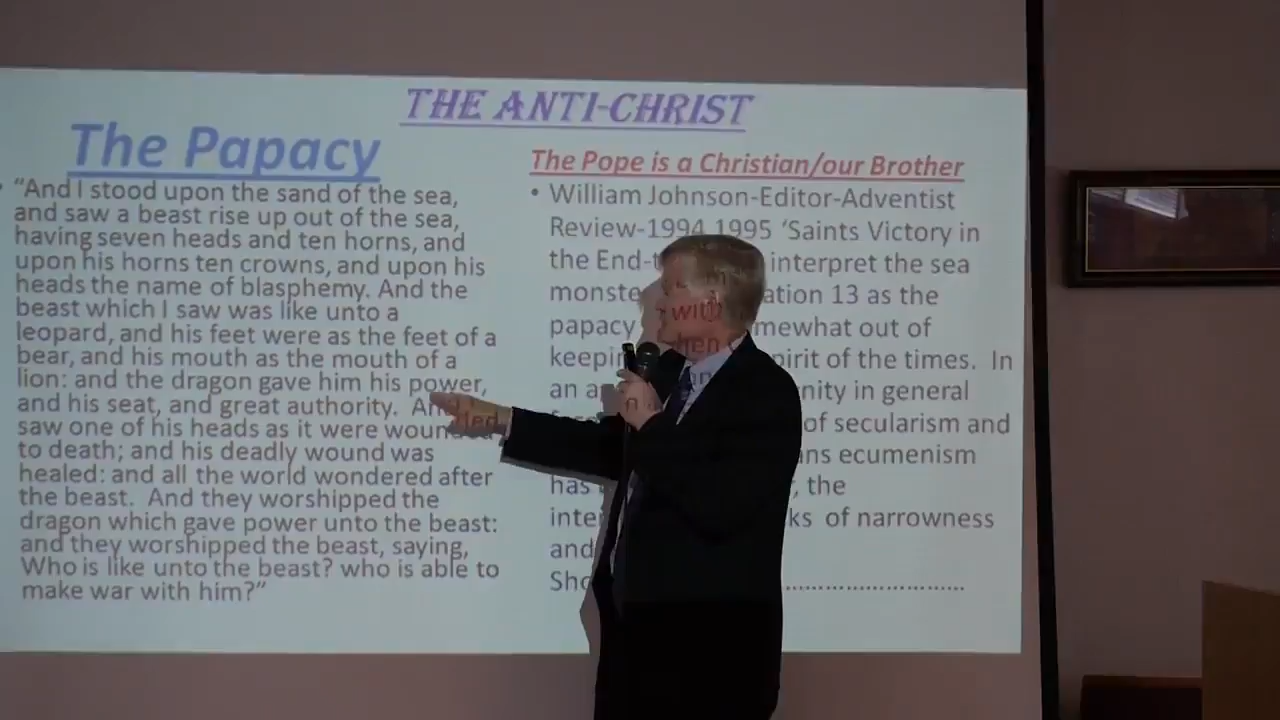 THE ANTI-CHRIST
The Papacy
“And I stood upon the sand of the sea,
and saw a beast rise up out of the sea,
having seven heads and ten horns, and
upon his horns ten crowns, and upon his
heads the name of blasphemy. And the
beast which I saw was like unto a
leopard, and his feet were as the feet of a
bear, and his mouth as the mouth of a
lion: and the dragon gave him his power,
and his seat, and great authority.
saw one of his heads as it were
to death; and his deadly wound was
healed: and all the world wondered after
the beast. And they worshipped the
dragon which gave power unto the beast:
and they worshipped the beast, saying,
Who is like unto the beast? who is able to
make war with him?”
The Pope is a Christian/our Brother
• William Johnson-Editor-Adventist
Review-1994,1995 ‘Saints Victory in
the interpret the sea
13 as the
papacy out of
of the times. In
an in general
of secularism and
ecumenism
has the
of narrowness
and